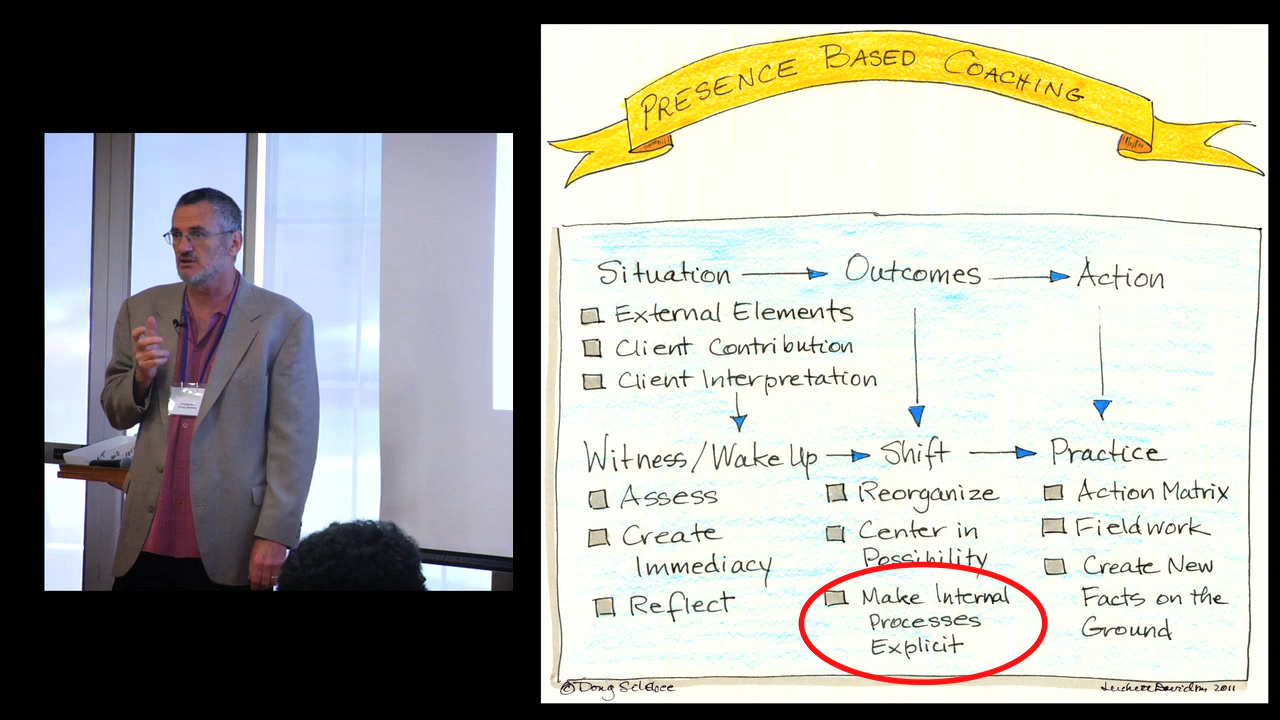 PRESENCE BASED COACHING
Situation Outcomes Action
External Elements
Client Contribution
Client Interpretation
Witness/Wake Up Shift Practice
Assess
Create
Immediacy
Reflect
Reorganize
Center in
Possibility
Make Internal
Processes
Explicit
Action Matrix
Fieldwork
Create New
Facts on the
Ground
© Doug
2011